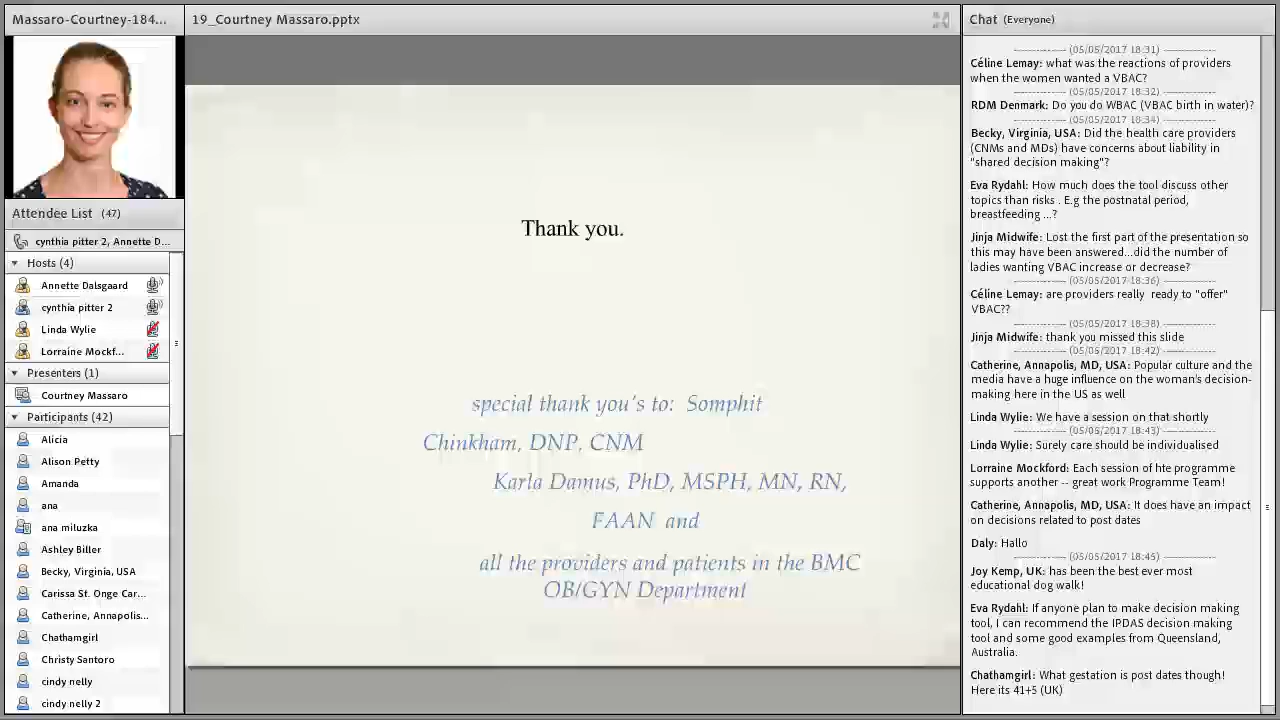 Massaro-Courtney-184...
Attendee List (47)
cynthia pitter 2, Annette D...
Hosts (4)
Annette Dalsgaard
cynthia pitter 2
Linda Wylie
Lorraine Mockf...
Presenters (1)
Courtney Massaro
Participants (42)
Alicia
Alison Petty
Amanda
ana
ana miluzka
Ashley Biller
Becky, Virginia, USA
Carissa St. Onge Car...
Catherine, Annapolis...
Chathamgirl
Christy Santoro
cindy nelly
cindy nelly 2
19_Courtney Massaro.pptx
Thank you.
special thank you's to: Somphit
Chinkham, DNP, CNM
Karla Damus, PhD, MSPH, MN, RN,
FAAN and
all the providers and patients in the BMC
OB/GYN Department
Chat (Everyone)
(05/05/2017 18:31)
Céline Lemay: what was the reactions of providers
when the women wanted a VBAC?
(05/05/2017 18:32)
RDM Denmark: Do you do WBAC (VBAC birth in water)?
(05/05/2017 18:34)
Becky, Virginia, USA: Did the health care providers
(CNMs and MDs) have concerns about liability in
"shared decision making"?
Eva Rydahl: How much does the tool discuss other
topics than risks . E.g the postnatal period,
breastfeeding ...?
Jinja Midwife: Lost the first part of the presentation so
this may have been answered...did the number of
ladies wanting VBAC increase or decrease?
(05/05/2017 18:36)
Céline Lemay: are providers really ready to "offer"
VBAC??
(05/05/2017 18:38)
Jinja Midwife: thank you missed this slide
(05/05/2017 18:42)
Catherine, Annapolis, MD, USA: Popular culture and the
media have a huge influence on the woman's decision-
making here in the US as well
Linda Wylie: We have a session on that shortly
(05/05/2017 18:43)
Linda Wylie: Surely care should be individualised
Lorraine Mockford: Each session of hte programme
supports another -- great work Programme Team!
Catherine, Annapolis, MD, USA: It does have an impact
on decisions related to post dates
Daly: Hallo
(05/05/2017 18:45)
Joy Kemp, UK: has been the best ever most
educational dog walk!
Eva Rydahl: If anyone plan to make decision making
tool, I can recommend the IPDAS decision making
tool and some good examples from Queensland,
Australia.
Chathamgirl: What gestation is post dates though!
Here its 41+5 (UK)